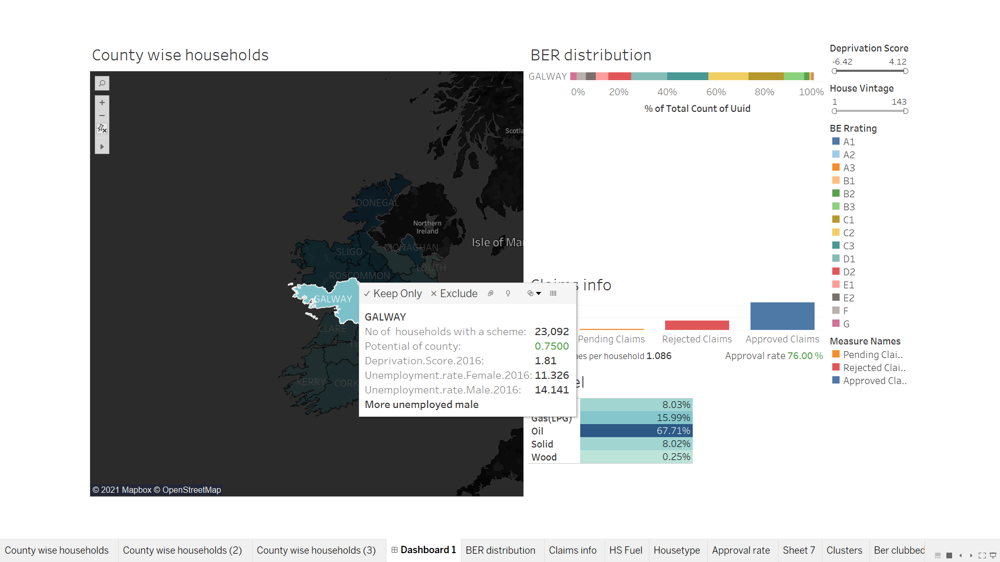 County wise households
DONEGAL
Northern
Ireland
MONAGHAN
SLIGO
LOUTH
ROSCOMMON
Isle of Ma
GALWAY
CLARE
KERRY
CORK
© 2021 Mapbox © OpenStreetMap
Keep Only
Exclude
GALWAY
No of households with a scheme: 23,092
Potential of county: 0.7500
Deprivation.Score.2016: 1.81
Unemployment.rate.Female.2016: 11.326
Unemployment.rate.Male.2016: 14.141
More unemployed male
BER distribution
GALWAY
0% 20% 40% 60% 80% 100%
% of Total Count of Uuid
info
Pending Claims Rejected Claims Approved Claims
per household 1.086
Approval rate 76.00 %
8.03%
Gas(LPG) 15.99%
Oil 67.71%
Solid 8.02%
Wood 0.25%
Deprivation Score
-6.42 4.12
House Vintage
1 143
BE Rrating
A1
A2
A3
B1
B2
B3
C1
C2
C3
D1
D2
E1
E2
F
G
Measure Names
Pending Clai..
Rejected Clai..
Approved Cla..
County wise households County wise households (2) County wise households (3) Dashboard 1 BER distribution Claims info HS Fuel Housetype Approval rate Sheet 7 Clusters Ber clubbed